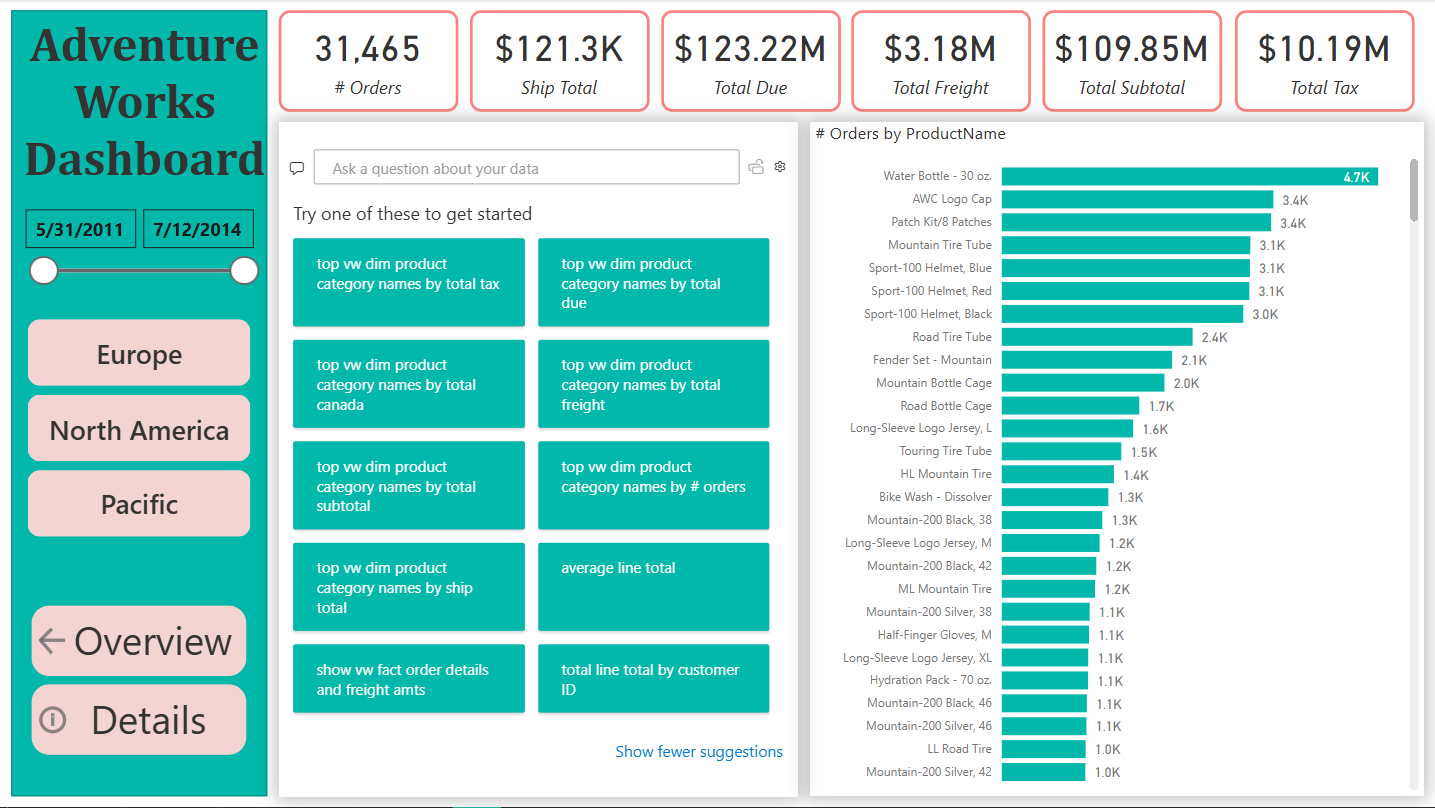 Adventure
Works
Dashboard
5/31/2011
7/12/2014
Europe
North America
Pacific
Overview
Details
31,465
# Orders
$121.3K
Ship Total
$123.22M
Total Due
$3.18M
Total Freight
$109.85M
Total Subtotal
$10.19M
Total Tax
Ask a question about your data
Try one of these to get started
top vw dim product
category names by total tax
top vw dim product
category names by total
due
top vw dim product
category names by total
canada
top vw dim product
category names by total
freight
top vw dim product
category names by total
subtotal
top vw dim product
category names by # orders
top vw dim product
category names by ship
total
average line total
show vw fact order details
and freight amts
total line total by customer
ID
Show fewer suggestions
# Orders by ProductName
Water Bottle - 30 oz. 4.7K
AWC Logo Cap 3.4K
Patch Kit/8 Patches 3.4K
Mountain Tire Tube 3.1K
Sport-100 Helmet, Blue 3.1K
Sport-100 Helmet, Red 3.1K
Sport-100 Helmet, Black 3.0K
Road Tire Tube 2.4K
Fender Set - Mountain 2.1K
Mountain Bottle Cage 2.0K
Road Bottle Cage 1.7K
Long-Sleeve Logo Jersey, L 1.6K
Touring Tire Tube 1.5K
HL Mountain Tire 1.4K
Bike Wash - Dissolver 1.3K
Mountain-200 Black, 38 1.3K
Long-Sleeve Logo Jersey, M 1.2K
Mountain-200 Black, 42 1.2K
ML Mountain Tire 1.2K
Mountain-200 Silver, 38 1.1K
Half-Finger Gloves, M 1.1K
Long-Sleeve Logo Jersey, XL 1.1K
Hydration Pack - 70 oz. 1.1K
Mountain-200 Black, 46 1.1K
Mountain-200 Silver, 46 1.1K
LL Road Tire 1.0K
Mountain-200 Silver, 42 1.0K